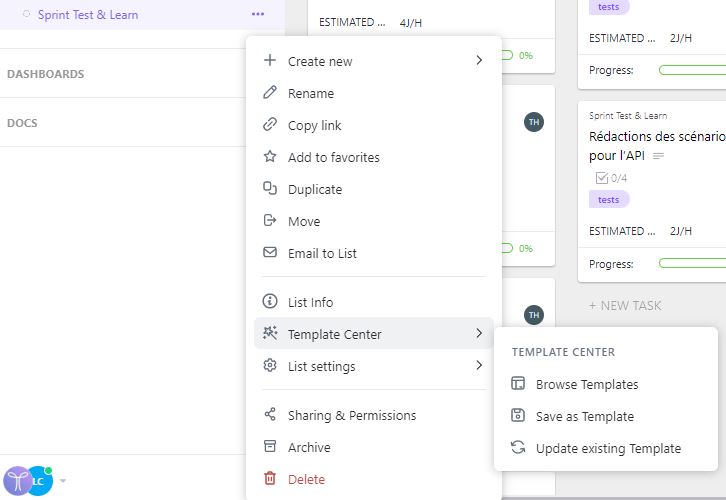 Sprint Test & Learn
DASHBOARDS
DOCS
LC
Create new
Rename
Copy link
Add to favorites
Duplicate
Move
Email to List
List Info
Template Center
List settings
Sharing & Permissions
Archive
Delete
TEMPLATE CENTER
Browse Templates
Save as Template
Update existing Template
ESTIMATED ... 4J/H
0%
TH
0%
TH
tests
ESTIMATED ... 2J/H
Progress:
Sprint Test & Learn
Rédactions des scénario
pour l'API
0/4
tests
ESTIMATED ... 2J/H
Progress:
+ NEW TASK